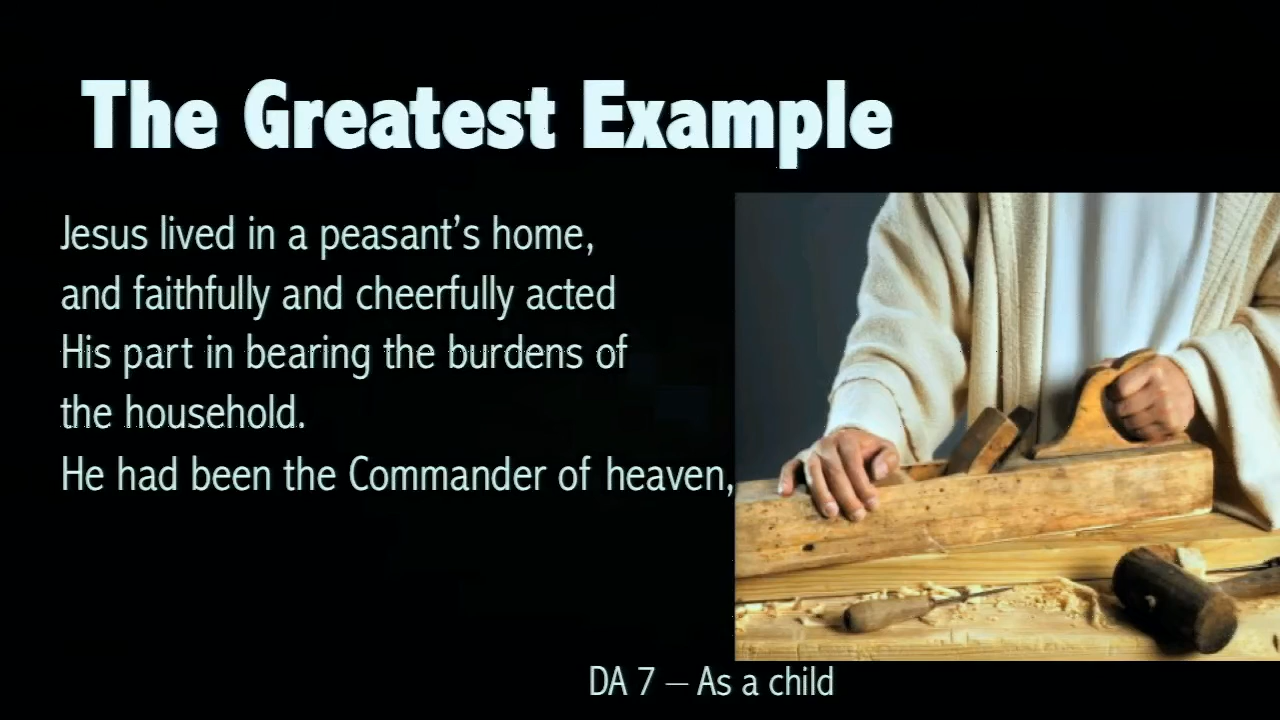 The Greatest Example
Jesus lived in a peasant’s home,
and faithfully and cheerfully acted
His part in bearing the burdens of
the household.
He had been the Commander of heaven,
DA 7 – As a child